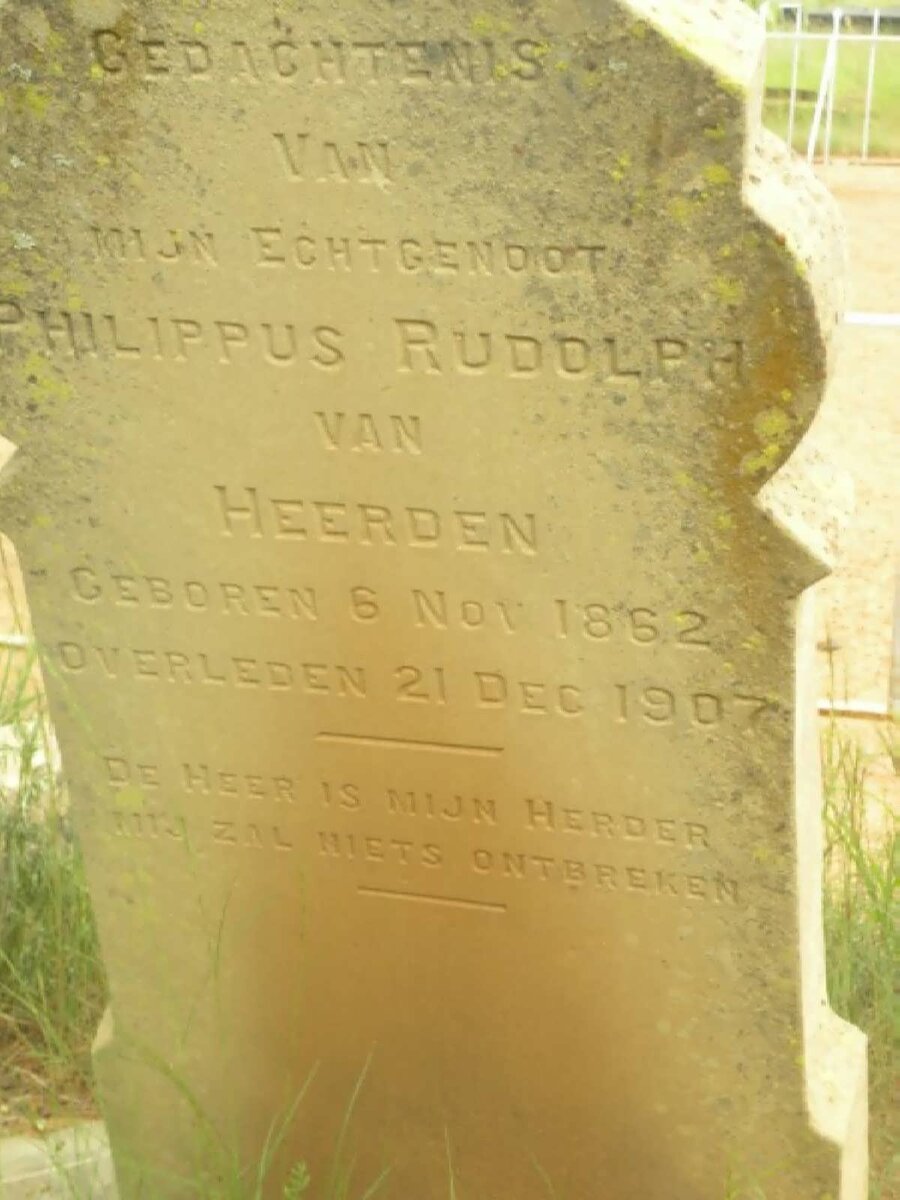 GEDACHTENIS
VAN
MIJN ECHTGENOOT
PHILIPPUS RUDOLPH
VAN
HEERDEN
GEBOREN 6 NOV 1862
OVERLEDEN 21 DEC 1907
DE HEER IS MIJN HERDER
MIJ ZAL NIETS ONTBREKEN